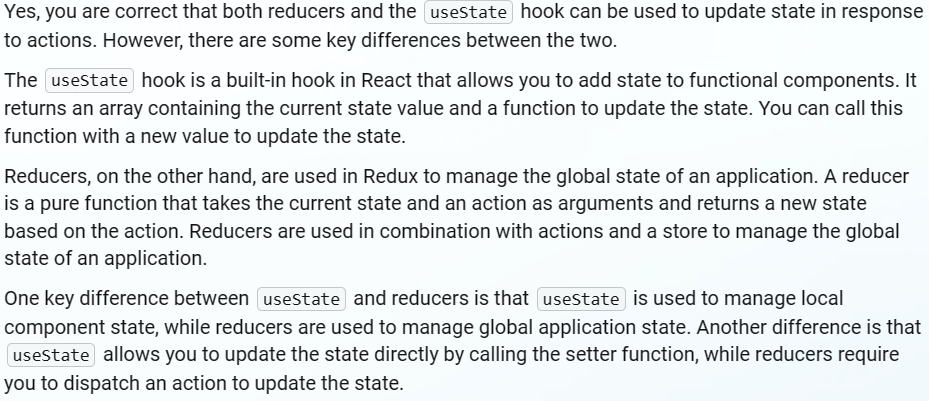 Yes, you are correct that both reducers and the useState hook can be used to update state in response
to actions. However, there are some key differences between the two.
The useState hook is a built-in hook in React that allows you to add state to functional components. It
returns an array containing the current state value and a function to update the state. You can call this
function with a new value to update the state.
Reducers, on the other hand, are used in Redux to manage the global state of an application. A reducer
is a pure function that takes the current state and an action as arguments and returns a new state
based on the action. Reducers are used in combination with actions and a store to manage the global
state of an application.
One key difference between useState and reducers is that useState is used to manage local
component state, while reducers are used to manage global application state. Another difference is that
useState allows you to update the state directly by calling the setter function, while reducers require
you to dispatch an action to update the state.